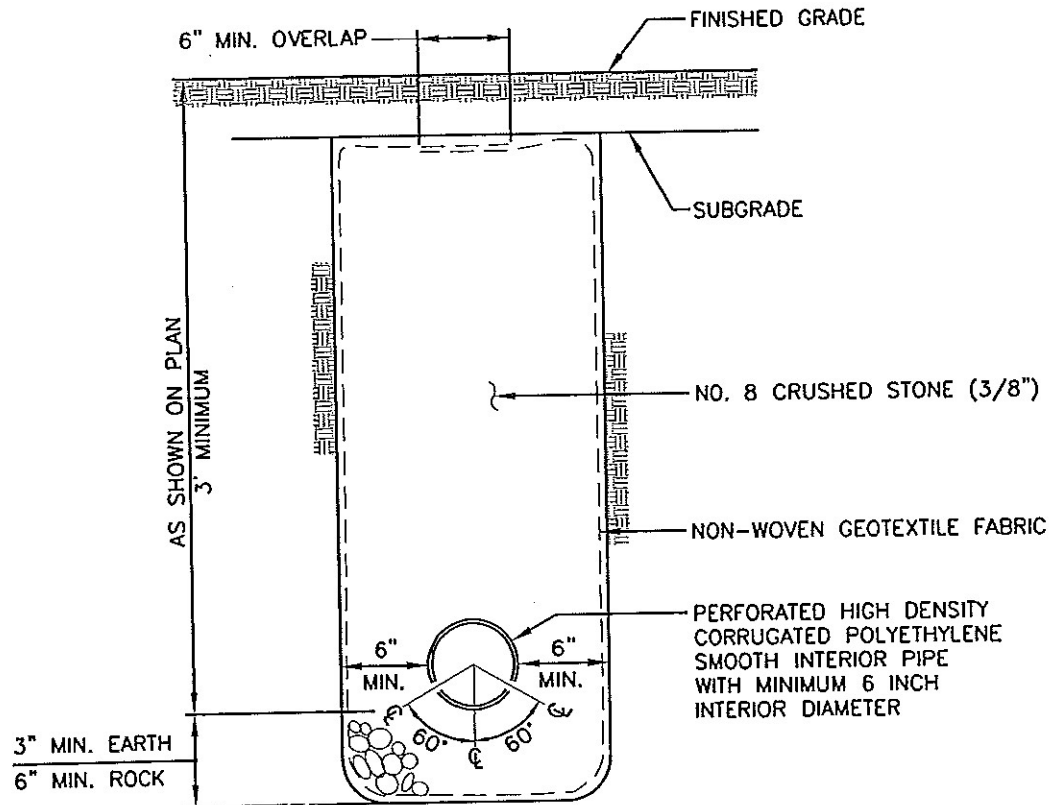 FINISHED GRADE
6" MIN. OVERLAP
SUBGRADE
AS SHOWN ON PLAN
3' MINIMUM
NO. 8 CRUSHED STONE (3/8")
NON-WOVEN GEOTEXTILE FABRIC
PERFORATED HIGH DENSITY
CORRUGATED POLYETHYLENE
SMOOTH INTERIOR PIPE
WITH MINIMUM 6 INCH
INTERIOR DIAMETER
6"
MIN.
6"
MIN.
℄
60°
℄
60°
℄
3" MIN. EARTH
6" MIN. ROCK